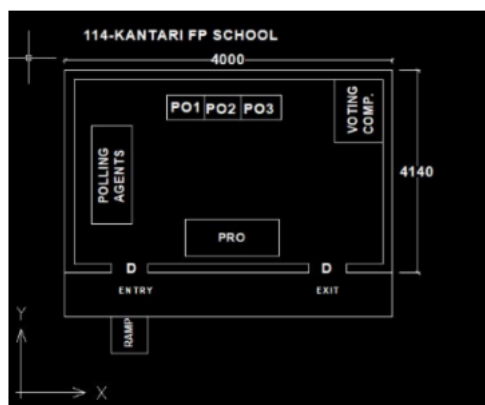 114-KANTARI FP SCHOOL
4000
PO1 PO2 PO3
VOTING
COMP.
POLLING
AGENTS
4140
PRO
D D
ENTRY EXIT
RAMP
Y
X